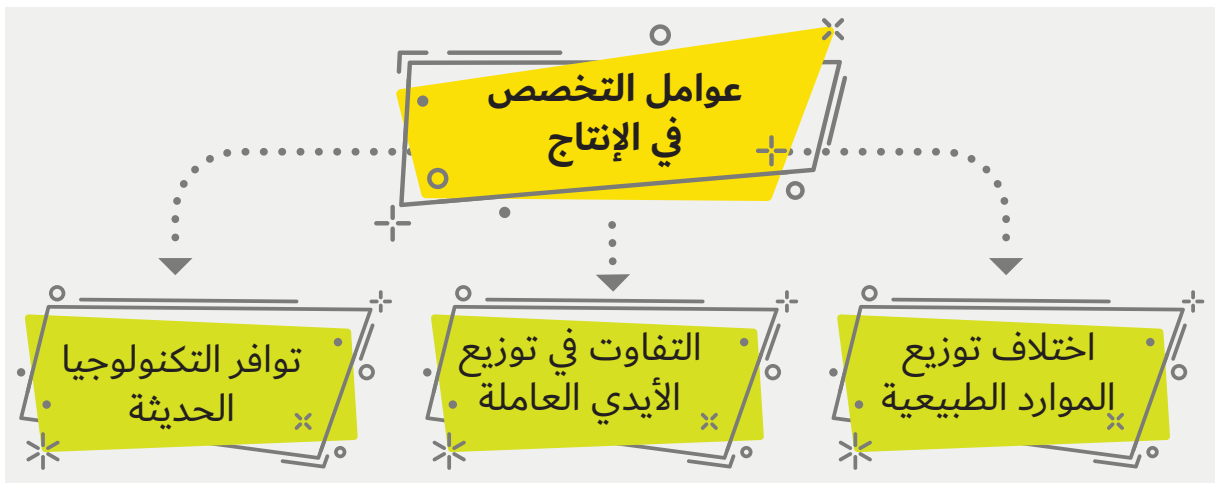 عوامل التخصص
في الإنتاج
اختلاف توزيع
الموارد الطبيعية
التفاوت في توزيع
الأيدي العاملة
توافر التكنولوجيا
الحديثة